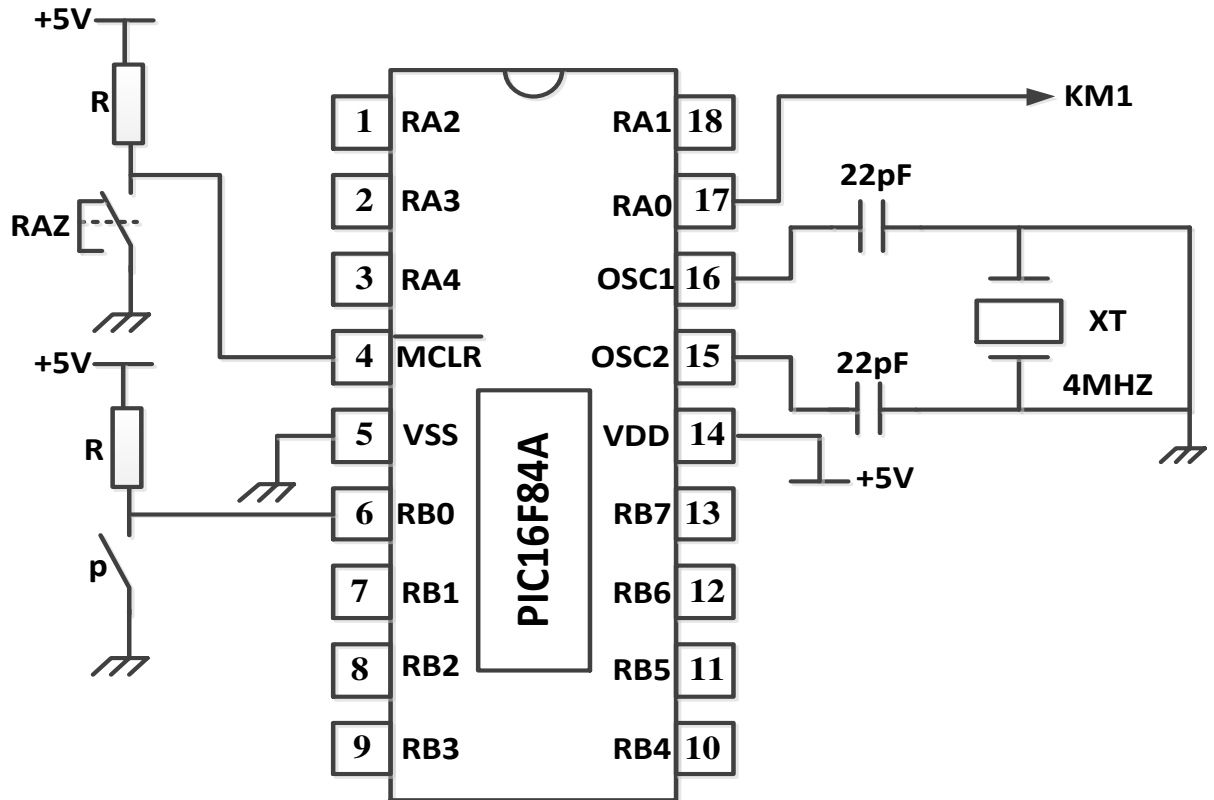 +5V
R
RAZ
+5V
R
p
1 RA2
2 RA3
3 RA4
4 MCLR
5 VSS
6 RB0
7 RB1
8 RB2
9 RB3
PIC16F84A
RA1 18
RA0 17
OSC1 16
OSC2 15
VDD 14
RB7 13
RB6 12
RB5 11
RB4 10
KM1
22pF
XT
22pF
4MHZ
+5V